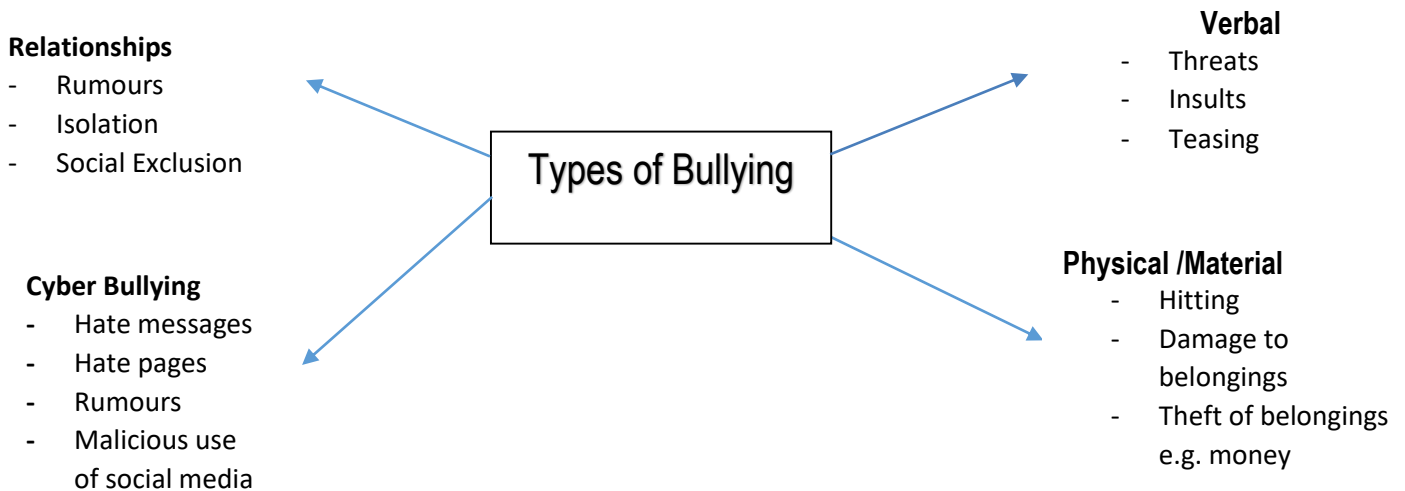 Types of Bullying
Relationships
- Rumours
- Isolation
- Social Exclusion
Verbal
- Threats
- Insults
- Teasing
Cyber Bullying
- Hate messages
- Hate pages
- Rumours
- Malicious use
of social media
Physical /Material
- Hitting
- Damage to
belongings
- Theft of belongings
e.g. money